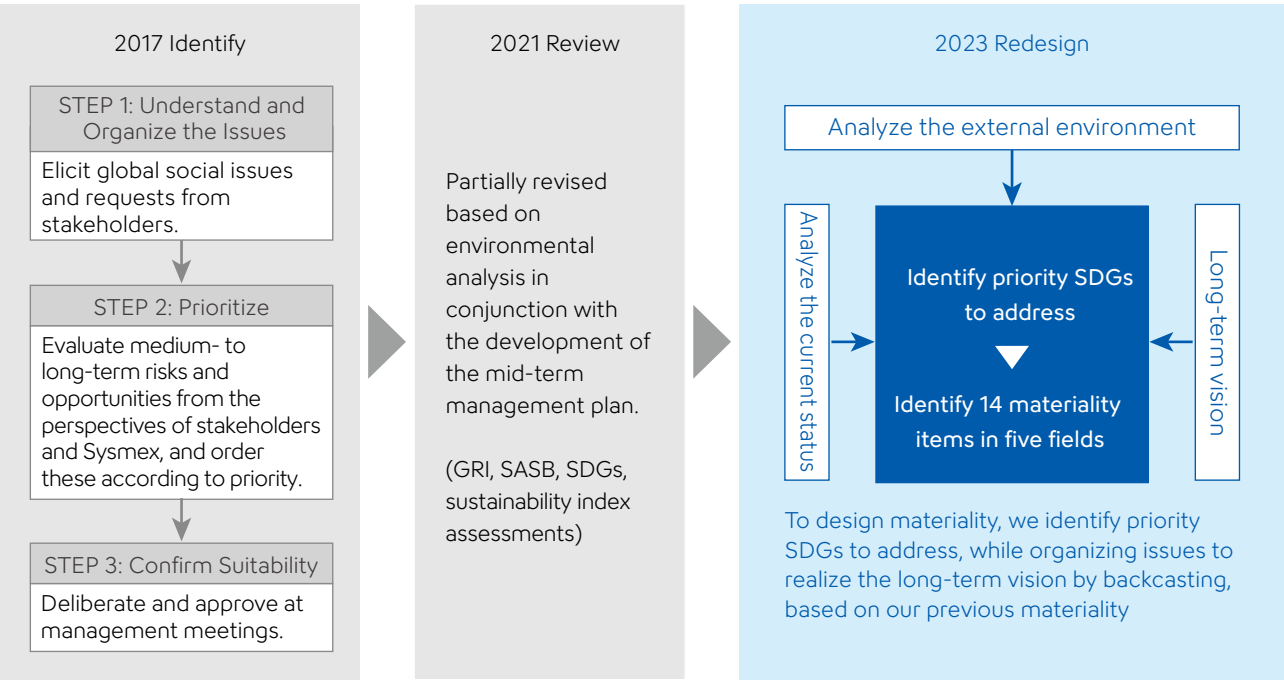 2017 Identify
STEP 1: Understand and
Organize the Issues
Elicit global social issues
and requests from
stakeholders.
STEP 2: Prioritize
Evaluate medium- to
long-term risks and
opportunities from the
perspectives of stakeholders
and Sysmex, and order
these according to priority.
STEP 3: Confirm Suitability
Deliberate and approve at
management meetings.
2021 Review
Partially revised
based on
environmental
analysis in
conjunction with
the development of
the mid-term
management plan.
(GRI, SASB, SDGs,
sustainability index
assessments)
2023 Redesign
Analyze the external environment
Analyze the current status
Identify priority SDGs
to address
Identify 14 materiality
items in five fields
Long-term vision
To design materiality, we identify priority
SDGs to address, while organizing issues to
realize the long-term vision by backcasting,
based on our previous materiality